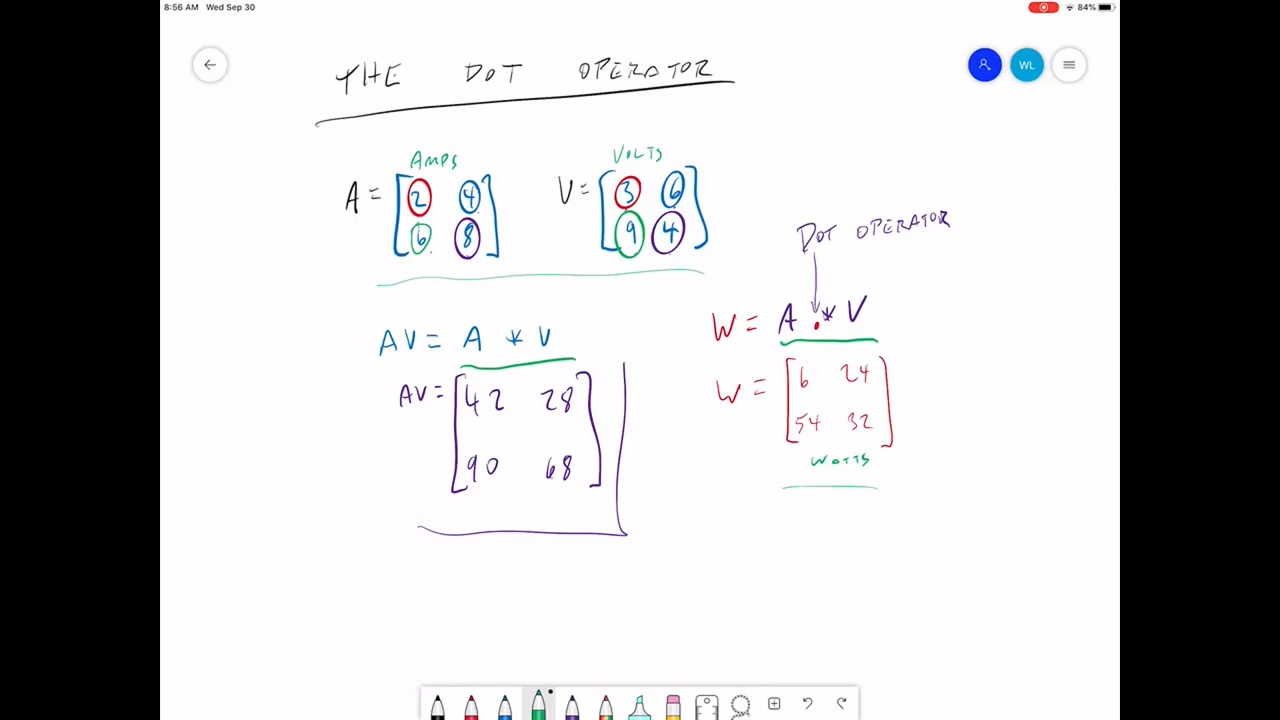 8:56 AM Wed Sep 30
84%
WL
THE DOT OPERATOR
AMPS
VOLTS
A = [2 4
6 8]
V = [3 6
9 4]
DOT OPERATOR
AV = A * V
W = A .* V
AV = [42 28
90 68]
W = [6 24
54 32]
WATTS